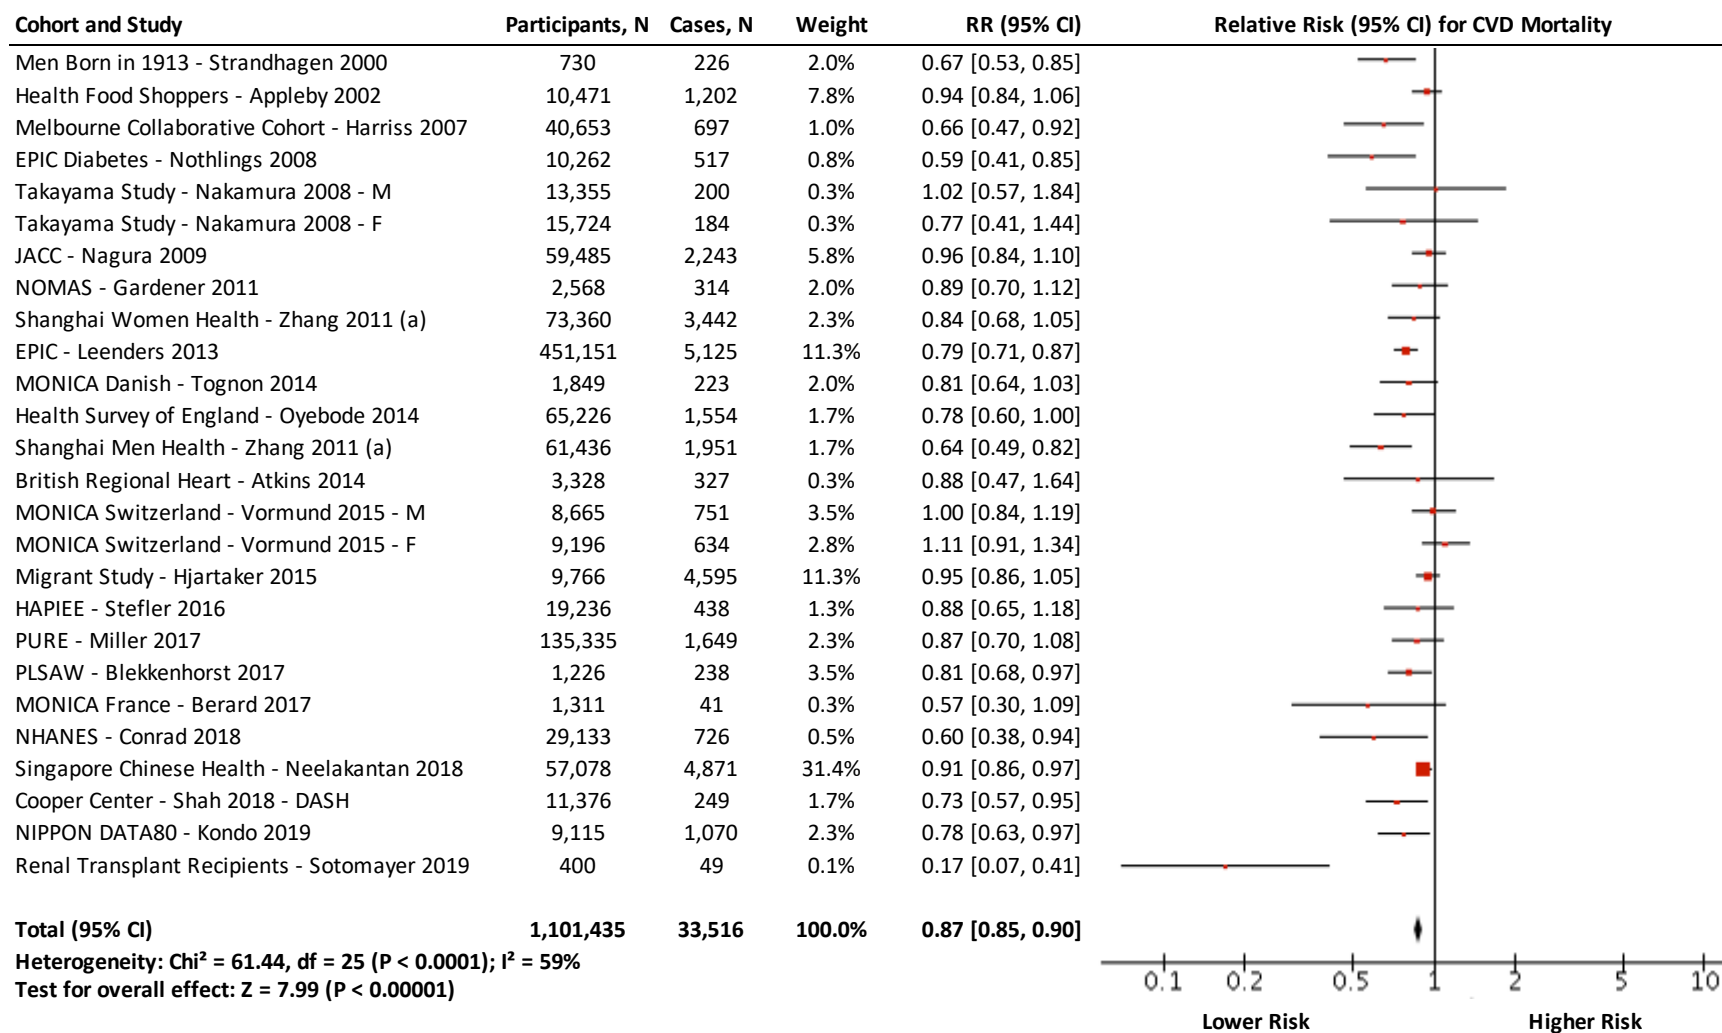 Cohort and Study Participants, N Cases, N Weight RR (95% CI) Relative Risk (95% CI) for CVD Mortality
Men Born in 1913 - Strandhagen 2000 730 226 2.0% 0.67 [0.53, 0.85]
Health Food Shoppers - Appleby 2002 10,471 1,202 7.8% 0.94 [0.84, 1.06]
Melbourne Collaborative Cohort - Harriss 2007 40,653 697 1.0% 0.66 [0.47, 0.92]
EPIC Diabetes - Nothlings 2008 10,262 517 0.8% 0.59 [0.41, 0.85]
Takayama Study - Nakamura 2008 - M 13,355 200 0.3% 1.02 [0.57, 1.84]
Takayama Study - Nakamura 2008 - F 15,724 184 0.3% 0.77 [0.41, 1.44]
JACC - Nagura 2009 59,485 2,243 5.8% 0.96 [0.84, 1.10]
NOMAS - Gardener 2011 2,568 314 2.0% 0.89 [0.70, 1.12]
Shanghai Women Health - Zhang 2011 (a) 73,360 3,442 2.3% 0.84 [0.68, 1.05]
EPIC - Leenders 2013 451,151 5,125 11.3% 0.79 [0.71, 0.87]
MONICA Danish - Tognon 2014 1,849 223 2.0% 0.81 [0.64, 1.03]
Health Survey of England - Oyebode 2014 65,226 1,554 1.7% 0.78 [0.60, 1.00]
Shanghai Men Health - Zhang 2011 (a) 61,436 1,951 1.7% 0.64 [0.49, 0.82]
British Regional Heart - Atkins 2014 3,328 327 0.3% 0.88 [0.47, 1.64]
MONICA Switzerland - Vormund 2015 - M 8,665 751 3.5% 1.00 [0.84, 1.19]
MONICA Switzerland - Vormund 2015 - F 9,196 634 2.8% 1.11 [0.91, 1.34]
Migrant Study - Hjartaker 2015 9,766 4,595 11.3% 0.95 [0.86, 1.05]
HAPIEE - Stefler 2016 19,236 438 1.3% 0.88 [0.65, 1.18]
PURE - Miller 2017 135,335 1,649 2.3% 0.87 [0.70, 1.08]
PLSAW - Blekkenhorst 2017 1,226 238 3.5% 0.81 [0.68, 0.97]
MONICA France - Berard 2017 1,311 41 0.3% 0.57 [0.30, 1.09]
NHANES - Conrad 2018 29,133 726 0.5% 0.60 [0.38, 0.94]
Singapore Chinese Health - Neelakantan 2018 57,078 4,871 31.4% 0.91 [0.86, 0.97]
Cooper Center - Shah 2018 - DASH 11,376 249 1.7% 0.73 [0.57, 0.95]
NIPPON DATA80 - Kondo 2019 9,115 1,070 2.3% 0.78 [0.63, 0.97]
Renal Transplant Recipients - Sotomayer 2019 400 49 0.1% 0.17 [0.07, 0.41]
Total (95% CI) 1,101,435 33,516 100.0% 0.87 [0.85, 0.90]
Heterogeneity: Chi² = 61.44, df = 25 (P < 0.0001); I² = 59%
Test for overall effect: Z = 7.99 (P < 0.00001)
0.1 0.2 0.5 1 2 5 10
Lower Risk Higher Risk